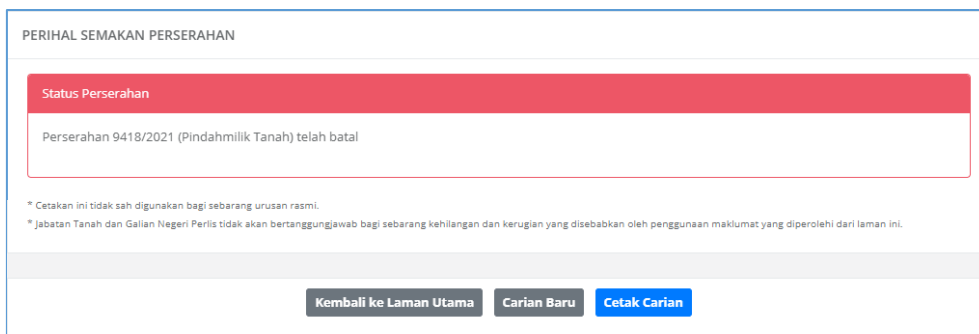 PERIHAL SEMAKAN PERSERAHAN
Status Perserahan
Perserahan 9418/2021 (Pindahmilik Tanah) telah batal
* Cetakan ini tidak sah digunakan bagi sebarang urusan rasmi.
* Jabatan Tanah dan Galian Negeri Perlis tidak akan bertanggungjawab bagi sebarang kehilangan dan kerugian yang disebabkan oleh penggunaan maklumat yang diperolehi dari laman ini.
Kembali ke Laman Utama Carian Baru Cetak Carian